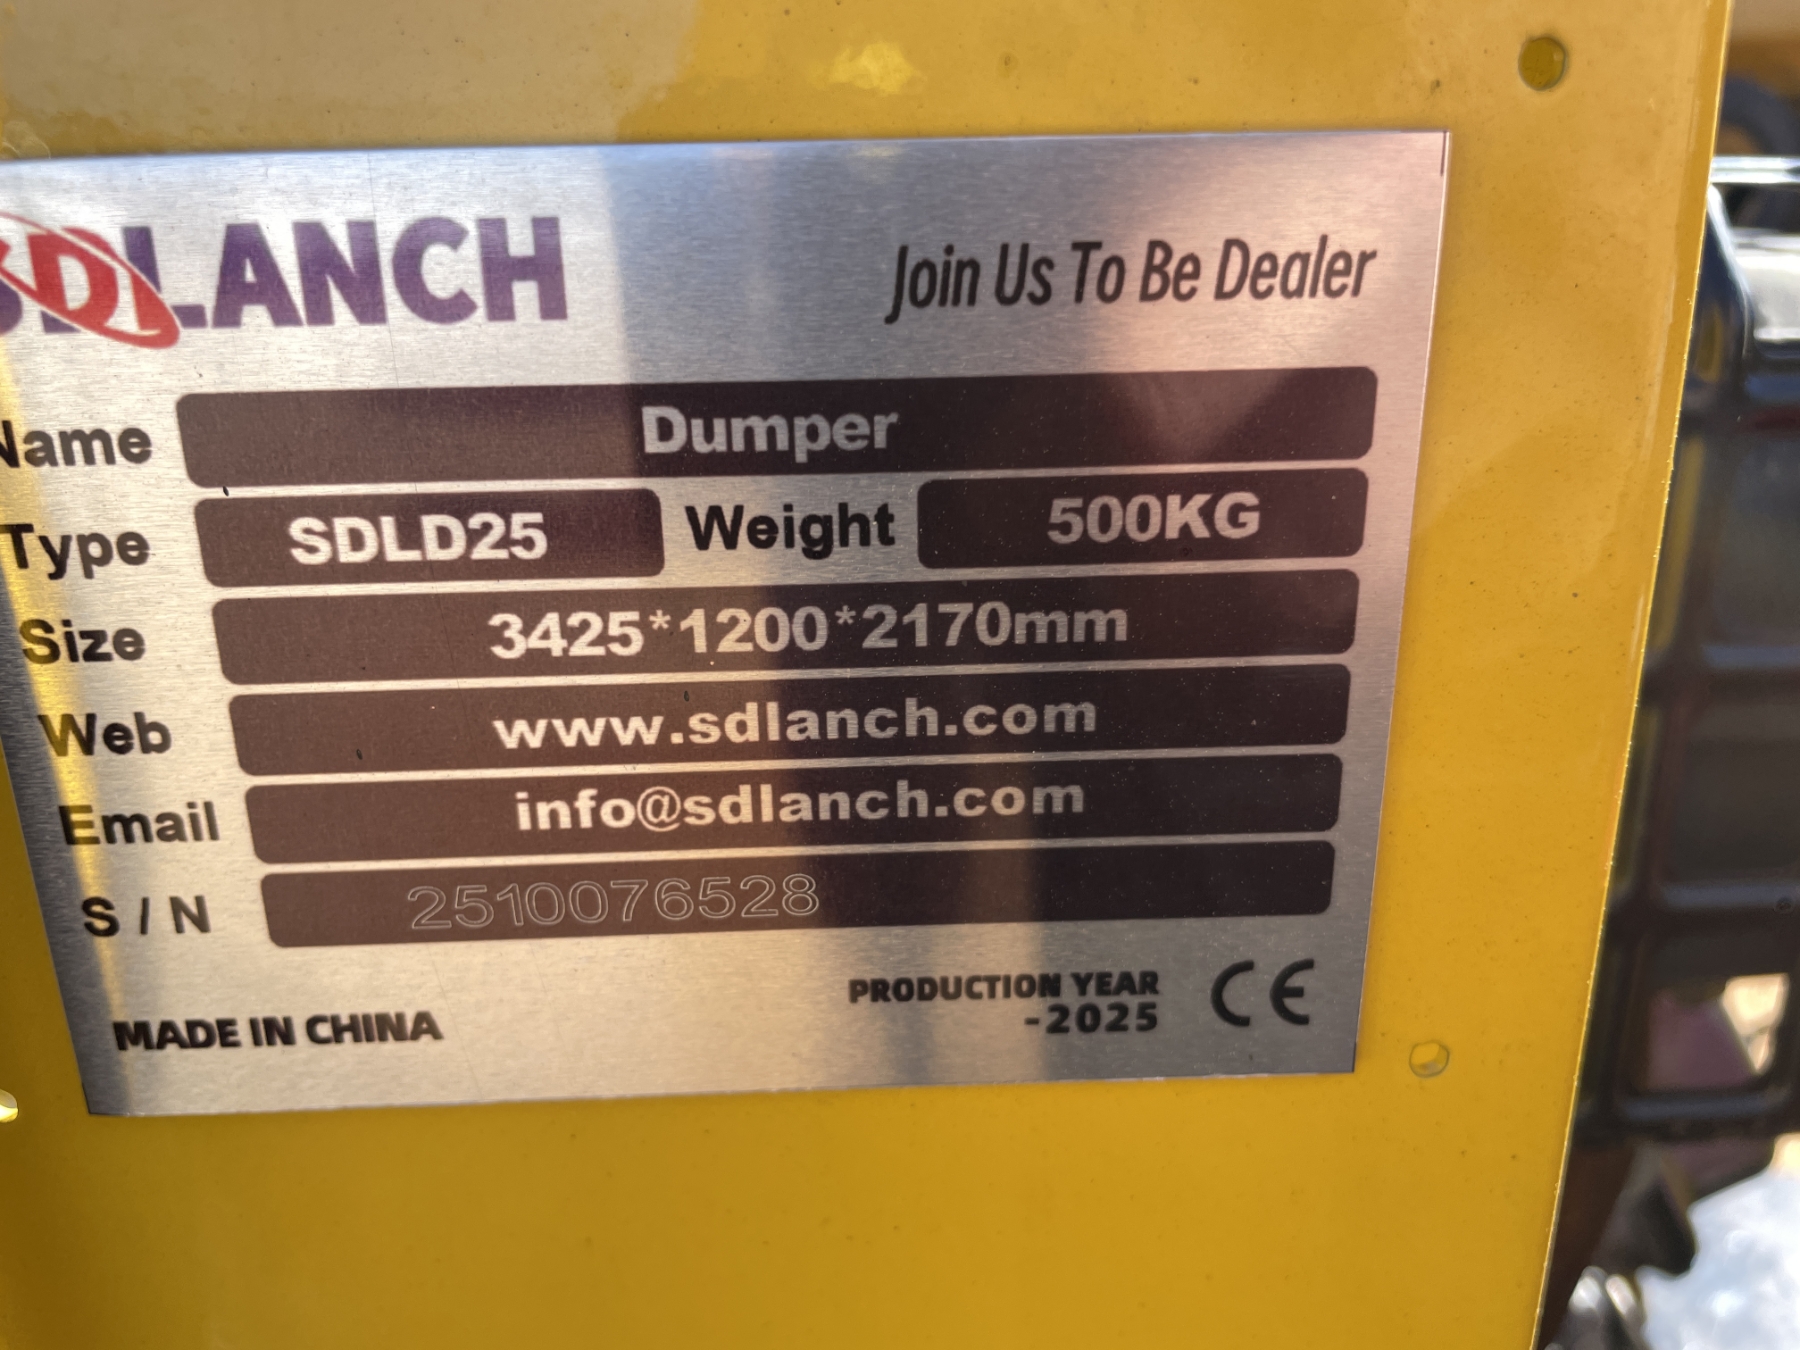 SDLANCH
Join Us To Be Dealer
Name Dumper
Type SDLD25 Weight 500KG
Size 3425*1200*2170mm
Web www.sdlanch.com
Email info@sdlanch.com
S / N 2510076528
MADE IN CHINA
PRODUCTION YEAR
-2025
CE